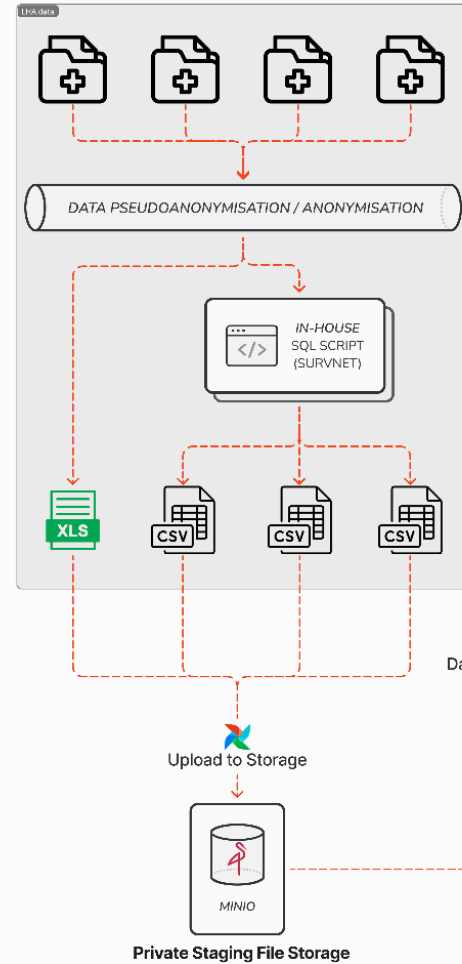 LHA data
DATA PSEUDOANONYMISATION / ANONYMISATION
IN-HOUSE
SQL SCRIPT
(SURVNET)
</>
XLS
CSV
CSV
CSV
Da
Upload to Storage
MINIO
Private Staging File Storage